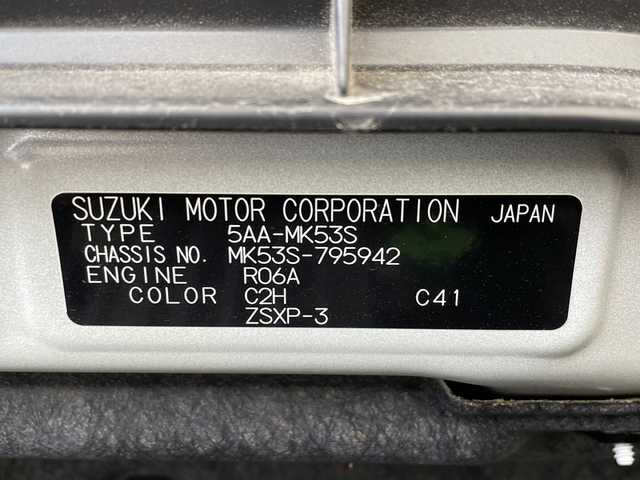 SUZUKI MOTOR CORPORATION JAPAN
TYPE 5AA-MK53S
CHASSIS NO. MK53S-795942
ENGINE R06A
COLOR C2H C41
ZSXP-3